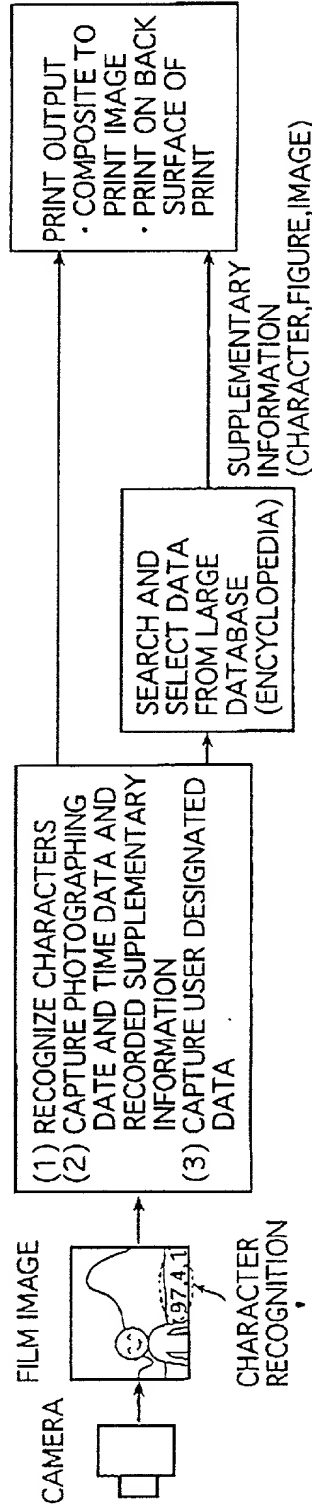 CAMERA
FILM IMAGE
'97 4 1
CHARACTER
RECOGNITION
(1) RECOGNIZE CHARACTERS
(2) CAPTURE PHOTOGRAPHING
DATE AND TIME DATA AND
RECORDED SUPPLEMENTARY
INFORMATION
(3) CAPTURE USER DESIGNATED
DATA
SEARCH AND
SELECT DATA
FROM LARGE
DATABASE
(ENCYCLOPEDIA)
SUPPLEMENTARY
INFORMATION
(CHARACTER,FIGURE,IMAGE)
PRINT OUTPUT
· COMPOSITE TO
PRINT IMAGE
· PRINT ON BACK
SURFACE OF
PRINT